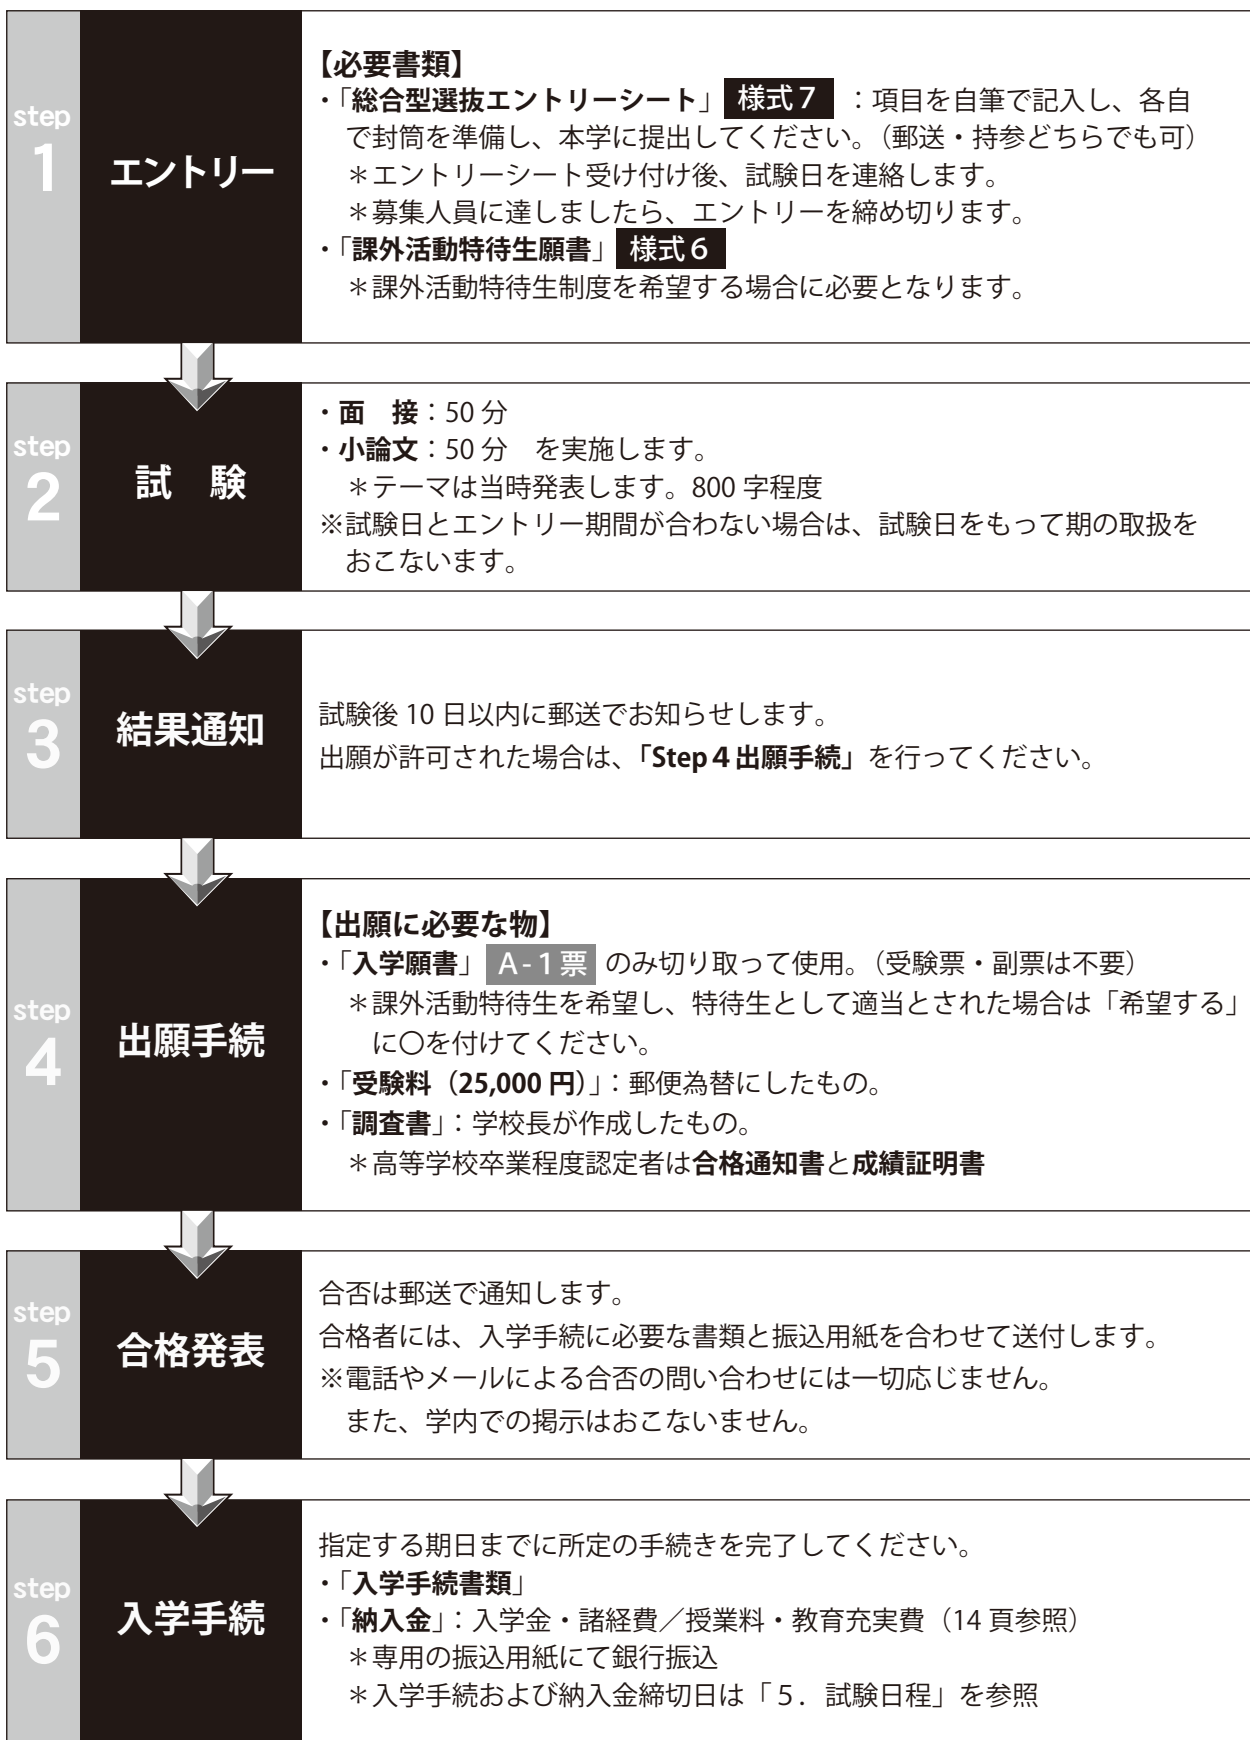 step
1
エントリー
【必要書類】
・「総合型選抜エントリーシート」 様式7 ：項目を自筆で記入し、各自
で封筒を準備し、本学に提出してください。（郵送・持参どちらでも可）
＊エントリーシート受け付け後、試験日を連絡します。
＊募集人員に達しましたら、エントリーを締め切ります。
・「課外活動特待生願書」 様式6
＊課外活動特待生制度を希望する場合に必要となります。
step
2
試　験
・面　接：50 分
・小論文：50 分　を実施します。
＊テーマは当時発表します。800 字程度
※試験日とエントリー期間が合わない場合は、試験日をもって期の取扱を
おこないます。
step
3
結果通知
試験後 10 日以内に郵送でお知らせします。
出願が許可された場合は、「Step４出願手続」を行ってください。
step
4
出願手続
【出願に必要な物】
・「入学願書」 A-1票 のみ切り取って使用。（受験票・副票は不要）
＊課外活動特待生を希望し、特待生として適当とされた場合は「希望する」
に〇を付けてください。
・「受験料（25,000 円）」：郵便為替にしたもの。
・「調査書」：学校長が作成したもの。
＊高等学校卒業程度認定者は合格通知書と成績証明書
step
5
合格発表
合否は郵送で通知します。
合格者には、入学手続に必要な書類と振込用紙を合わせて送付します。
※電話やメールによる合否の問い合わせには一切応じません。
また、学内での掲示はおこないません。
step
6
入学手続
指定する期日までに所定の手続きを完了してください。
・「入学手続書類」
・「納入金」：入学金・諸経費／授業料・教育充実費（14 頁参照）
＊専用の振込用紙にて銀行振込
＊入学手続および納入金締切日は「５．試験日程」を参照